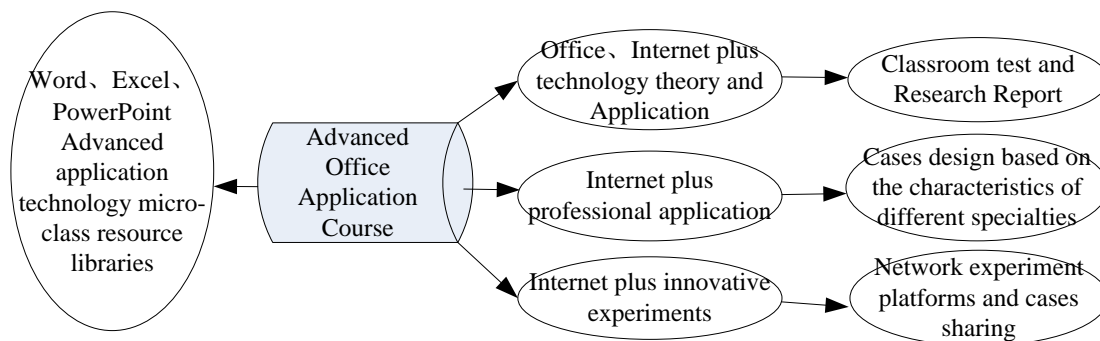 Word、Excel、
PowerPoint
Advanced
application
technology micro-
class resource
libraries
Advanced
Office
Application
Course
Office、Internet plus
technology theory and
Application
Classroom test and
Research Report
Internet plus
professional application
Cases design based on
the characteristics of
different specialties
Internet plus innovative
experiments
Network experiment
platforms and cases
sharing